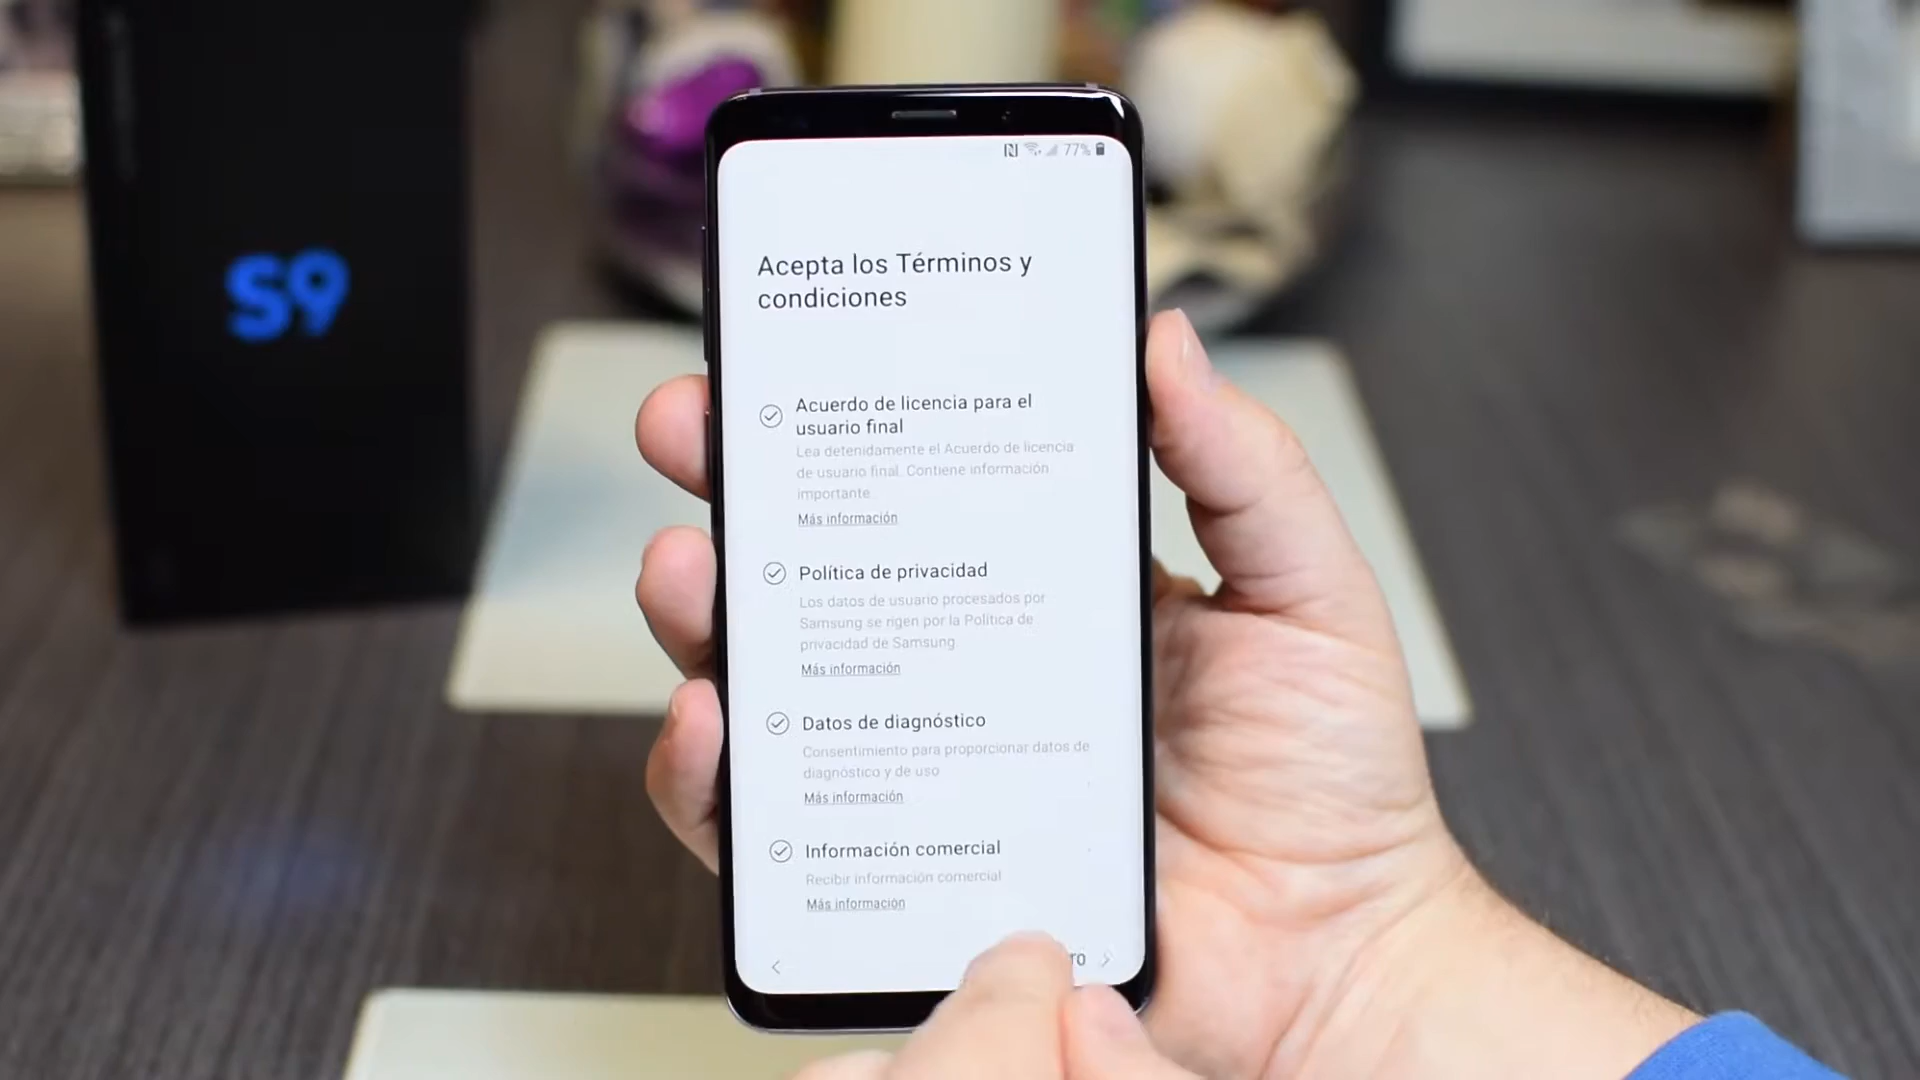 S9
77%
Acepta los Términos y
condiciones
Acuerdo de licencia para el
usuario final
Lea detenidamente el Acuerdo de licencia
de usuario final. Contiene información
importante.
Más información
Política de privacidad
Los datos de usuario procesados por
Samsung se rigen por la Política de
privacidad de Samsung.
Más información
Datos de diagnóstico
Consentimiento para proporcionar datos de
diagnóstico y de uso
Más información
Información comercial
Recibir información comercial
Más información